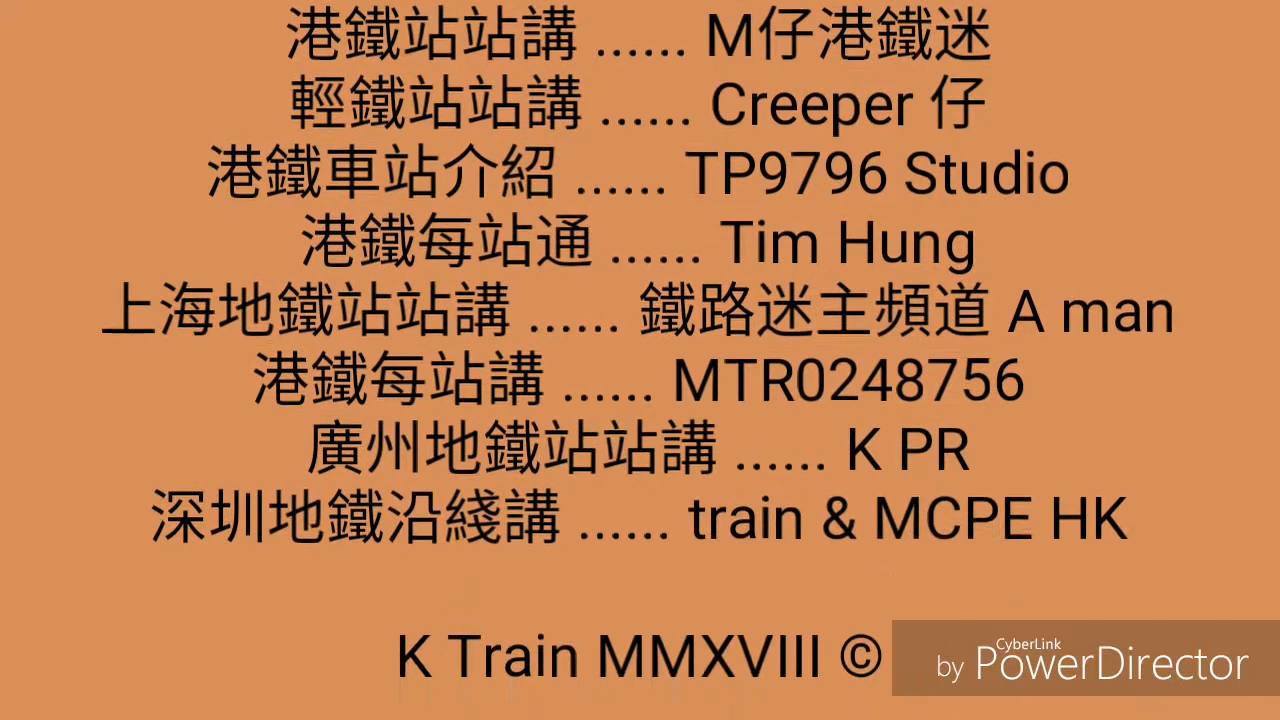 港鐵站站講 ...... M仔港鐵迷
輕鐵站站講 ...... Creeper 仔
港鐵車站介紹 ...... TP9796 Studio
港鐵每站通 ...... Tim Hung
上海地鐵站站講 ...... 鐵路迷主頻道 A man
港鐵每站講 ...... MTR0248756
廣州地鐵站站講 ...... K PR
深圳地鐵沿綫講 ...... train & MCPE HK
K Train MMXVIII ©
by CyberLink PowerDirector